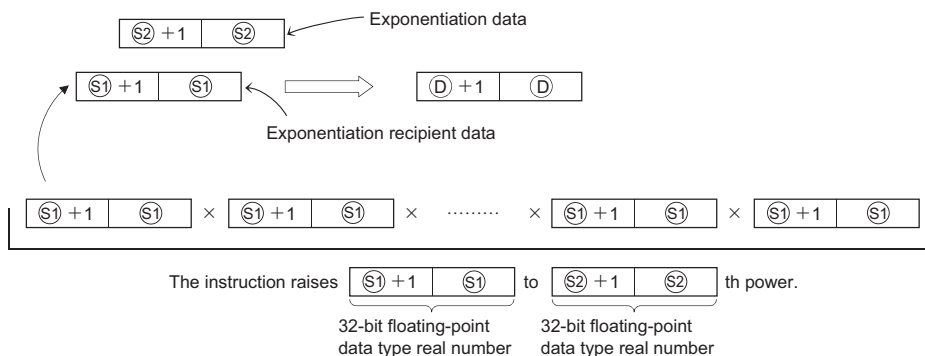 Exponentiation data
Ⓢ2 +1 Ⓢ2
Ⓢ1 +1 Ⓢ1 Ⓓ +1 Ⓓ
Exponentiation recipient data
Ⓢ1 +1 Ⓢ1 × Ⓢ1 +1 Ⓢ1 × ········· × Ⓢ1 +1 Ⓢ1 × Ⓢ1 +1 Ⓢ1
The instruction raises Ⓢ1 +1 Ⓢ1 to Ⓢ2 +1 Ⓢ2 th power.
32-bit floating-point 32-bit floating-point
data type real number data type real number